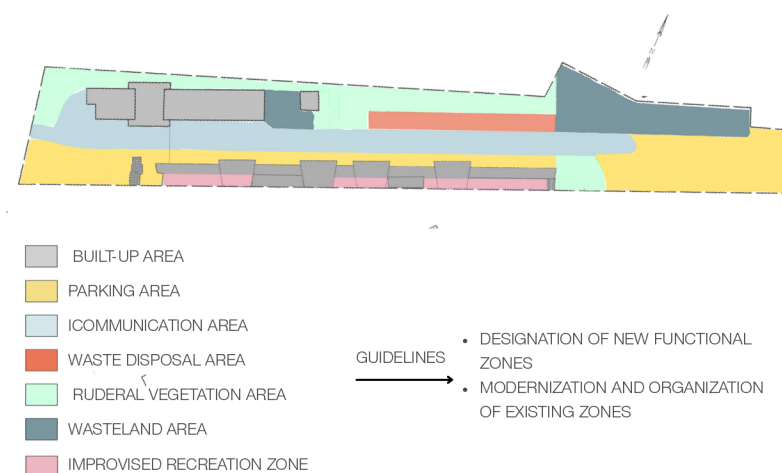 BUILT-UP AREA
PARKING AREA
ICOMMUNICATION AREA
WASTE DISPOSAL AREA
RUDERAL VEGETATION AREA
WASTELAND AREA
IMPROVISED RECREATION ZONE
GUIDELINES
• DESIGNATION OF NEW FUNCTIONAL
ZONES
• MODERNIZATION AND ORGANIZATION
OF EXISTING ZONES